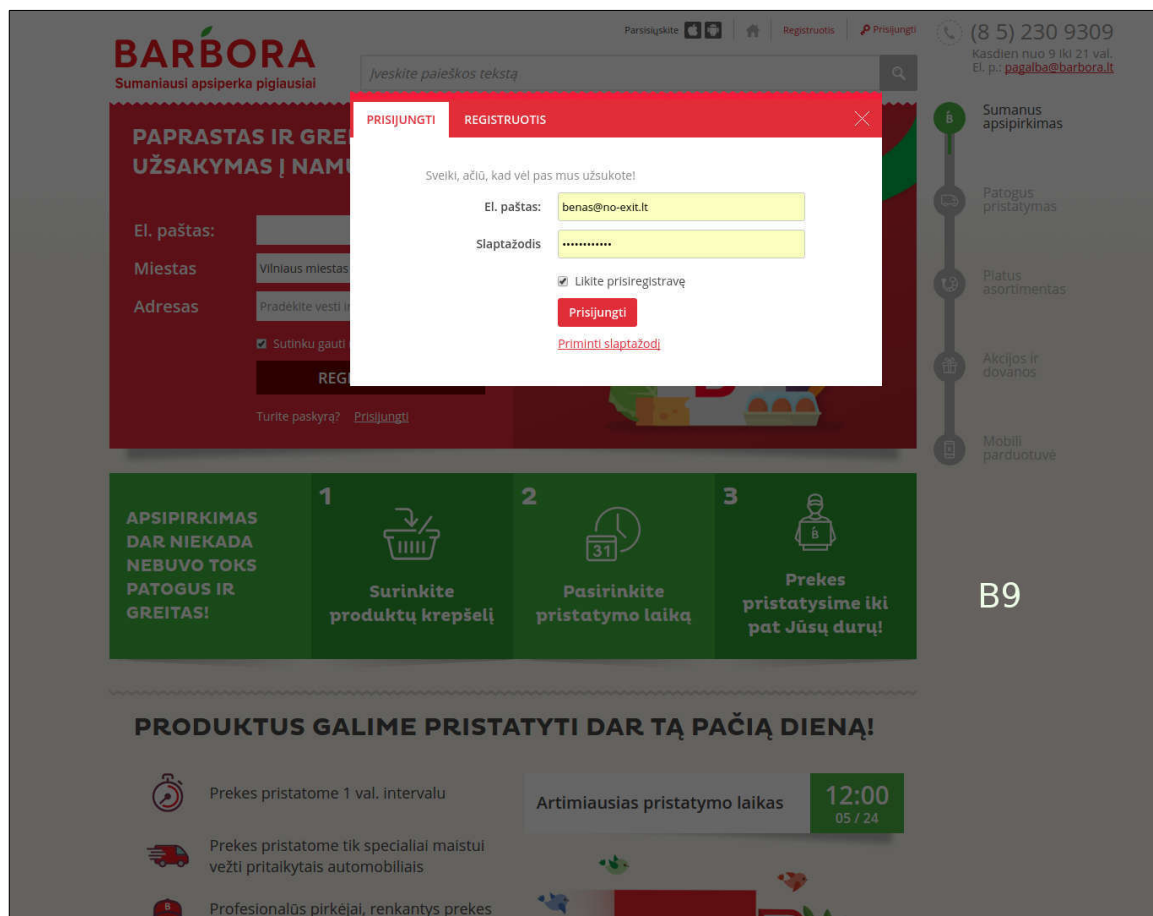 Parsisiųskite
Registruotis
Prisijungti
(8 5) 230 9309
Kasdien nuo 9 iki 21 val.
El. p.: pagalba@barbora.lt
BARBORA
Sumaniausi apsiperka pigiausiai
Įveskite paieškos tekstą
PRISIJUNGTI REGISTRUOTIS
Sveiki, ačiū, kad vėl pas mus užsukote!
El. paštas: benas@no-exit.lt
Slaptažodis ••••••••••••
Likite prisiregistravę
Prisijungti
Priminti slaptažodį
PAPRASTAS IR GREI
UŽSAKYMAS Į NAMU
El. paštas:
Miestas Vilniaus miestas
Adresas Pradėkite vesti
Sutinku gauti
REGI
Turite paskyrą? Prisijungti
Sumanus
apsipirkimas
Patogus
pristatymas
Platus
asortimentas
Akcijos ir
dovanos
Mobili
parduotuvė
APSIPIRKIMAS
DAR NIEKADA
NEBUVO TOKS
PATOGUS IR
GREITAS!
1
Surinkite
produktų krepšelį
2
31
Pasirinkite
pristatymo laiką
3
B
Prekes
pristatysime iki
pat Jūsų durų!
B9
PRODUKTUS GALIME PRISTATYTI DAR TĄ PAČIĄ DIENĄ!
Prekes pristatome 1 val. intervalu
Prekes pristatome tik specialiai maistui
vežti pritaikytais automobiliais
Profesionalūs pirkėjai, renkantys prekes
Artimiausias pristatymo laikas
12:00
05 / 24